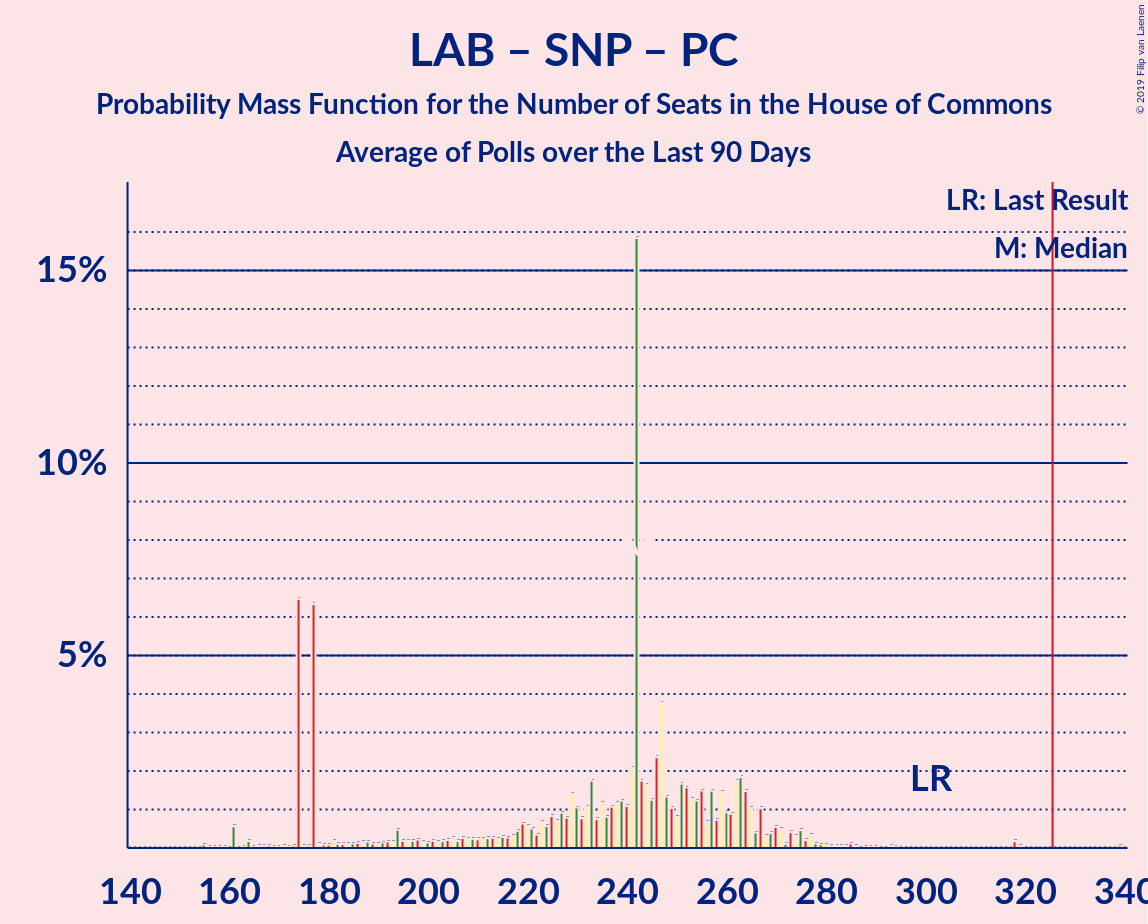 LAB – SNP – PC
Probability Mass Function for the Number of Seats in the House of Commons
Average of Polls over the Last 90 Days
© 2019 Filip van Laenen
LR: Last Result
M: Median
15%
10%
5%
LR
140 160 180 200 220 240 260 280 300 320 340